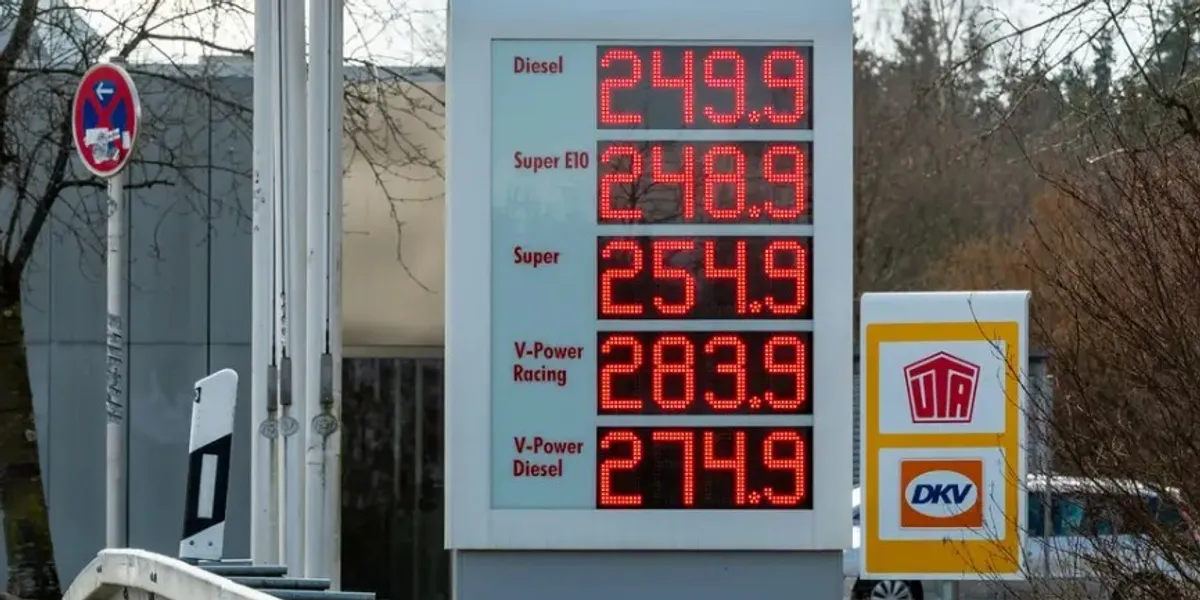 Diesel 249.9
Super E10 248.9
Super 254.9
V-Power
Racing 283.9
V-Power
Diesel 274.9
UTA
DKV